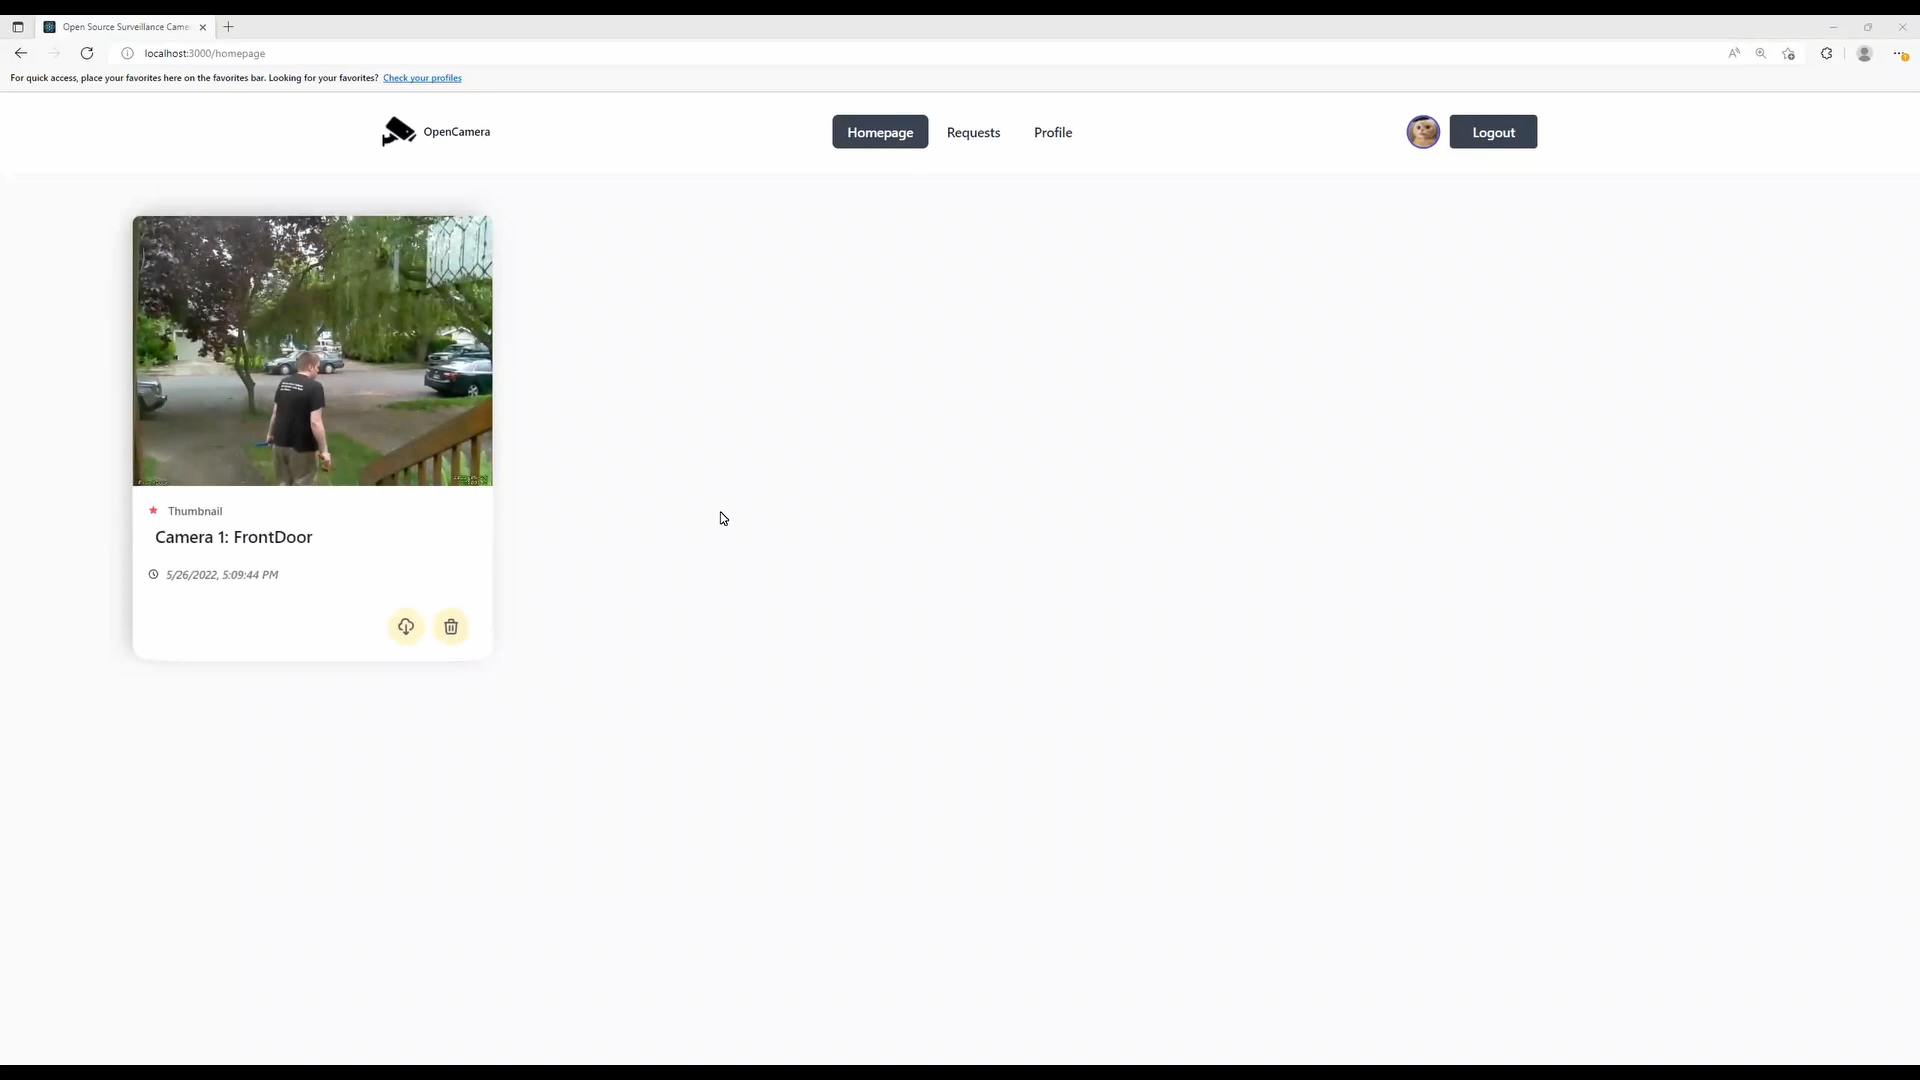 Open Source Surveillance Came
localhost:3000/homepage
For quick access, place your favorites here on the favorites bar. Looking for your favorites? Check your profiles
OpenCamera
Homepage
Requests
Profile
Logout
Thumbnail
Camera 1: FrontDoor
5/26/2022, 5:09:44 PM